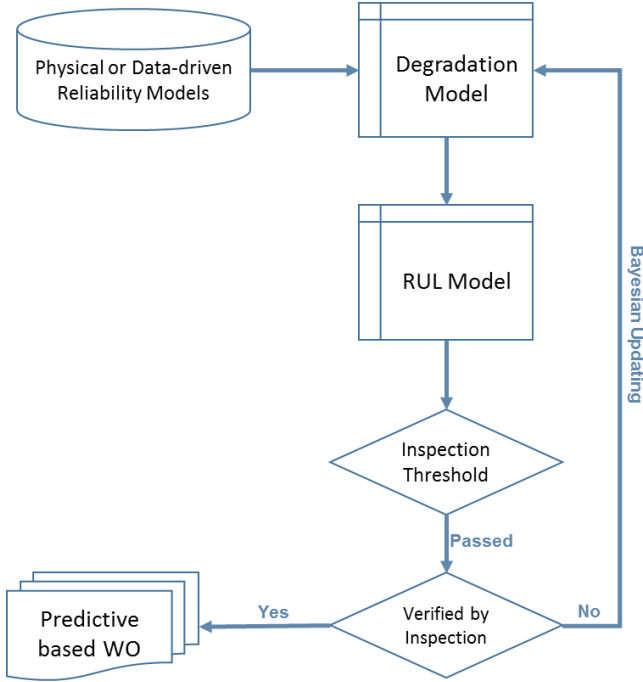 Physical or Data-driven
Reliability Models
Degradation
Model
RUL Model
Bayesian Updating
Inspection
Threshold
Passed
Verified by
Inspection
Yes
No
Predictive
based WO